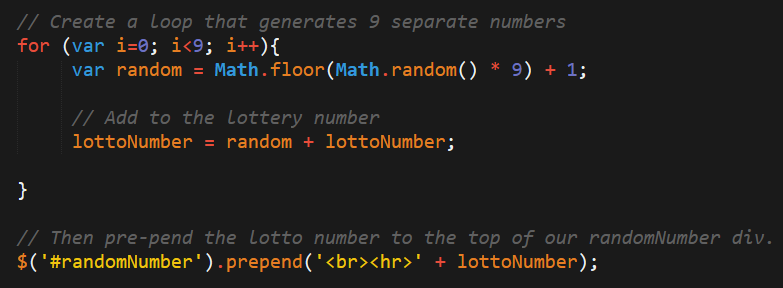 // Create a loop that generates 9 separate numbers
for (var i=0; i<9; i++){
var random = Math.floor(Math.random() * 9) + 1;
// Add to the lottery number
lottoNumber = random + lottoNumber;
}
// Then pre-pend the lotto number to the top of our randomNumber div.
$('#randomNumber').prepend('<br><hr>' + lottoNumber);